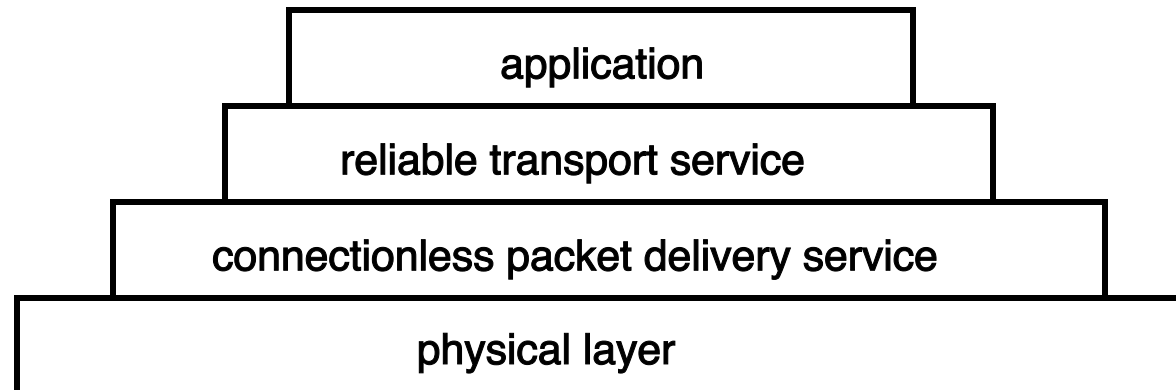 application
reliable transport service
connectionless packet delivery service
physical layer